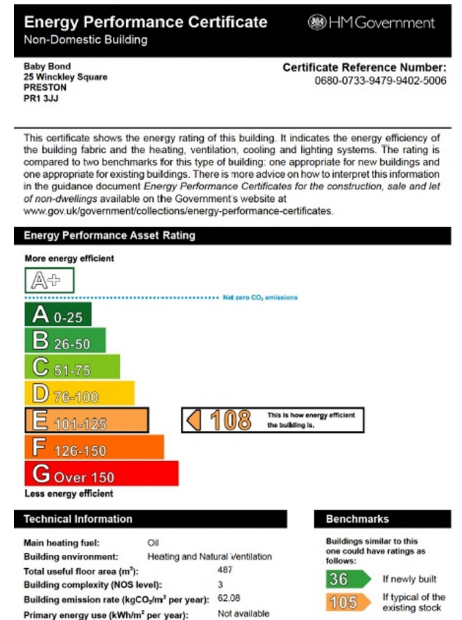 Energy Performance Certificate
Non-Domestic Building
HM Government
Baby Bond
25 Winckley Square
PRESTON
PR1 3JJ
Certificate Reference Number:
0680-0733-9479-9402-5006
This certificate shows the energy rating of this building. It indicates the energy efficiency of
the building fabric and the heating, ventilation, cooling and lighting systems. The rating is
compared to two benchmarks for this type of building: one appropriate for new buildings and
one appropriate for existing buildings. There is more advice on how to interpret this information
in the guidance document Energy Performance Certificates for the construction, sale and let
of non-dwellings available on the Government's website at
www.gov.uk/government/collections/energy-performance-certificates.
Energy Performance Asset Rating
More energy efficient
A+
Net zero CO₂ emissions
A 0-25
B 26-50
C 51-75
D 76-100
E 101-125
108
This is how energy efficient
the building is.
F 126-150
G Over 150
Less energy efficient
Technical Information
Main heating fuel: Oil
Building environment: Heating and Natural Ventilation
Total useful floor area (m²): 487
Building complexity (NOS level): 3
Building emission rate (kgCO₂/m² per year): 62.08
Primary energy use (kWh/m² per year): Not available
Benchmarks
Buildings similar to this
one could have ratings as
follows:
36 If newly built
105 If typical of the
existing stock